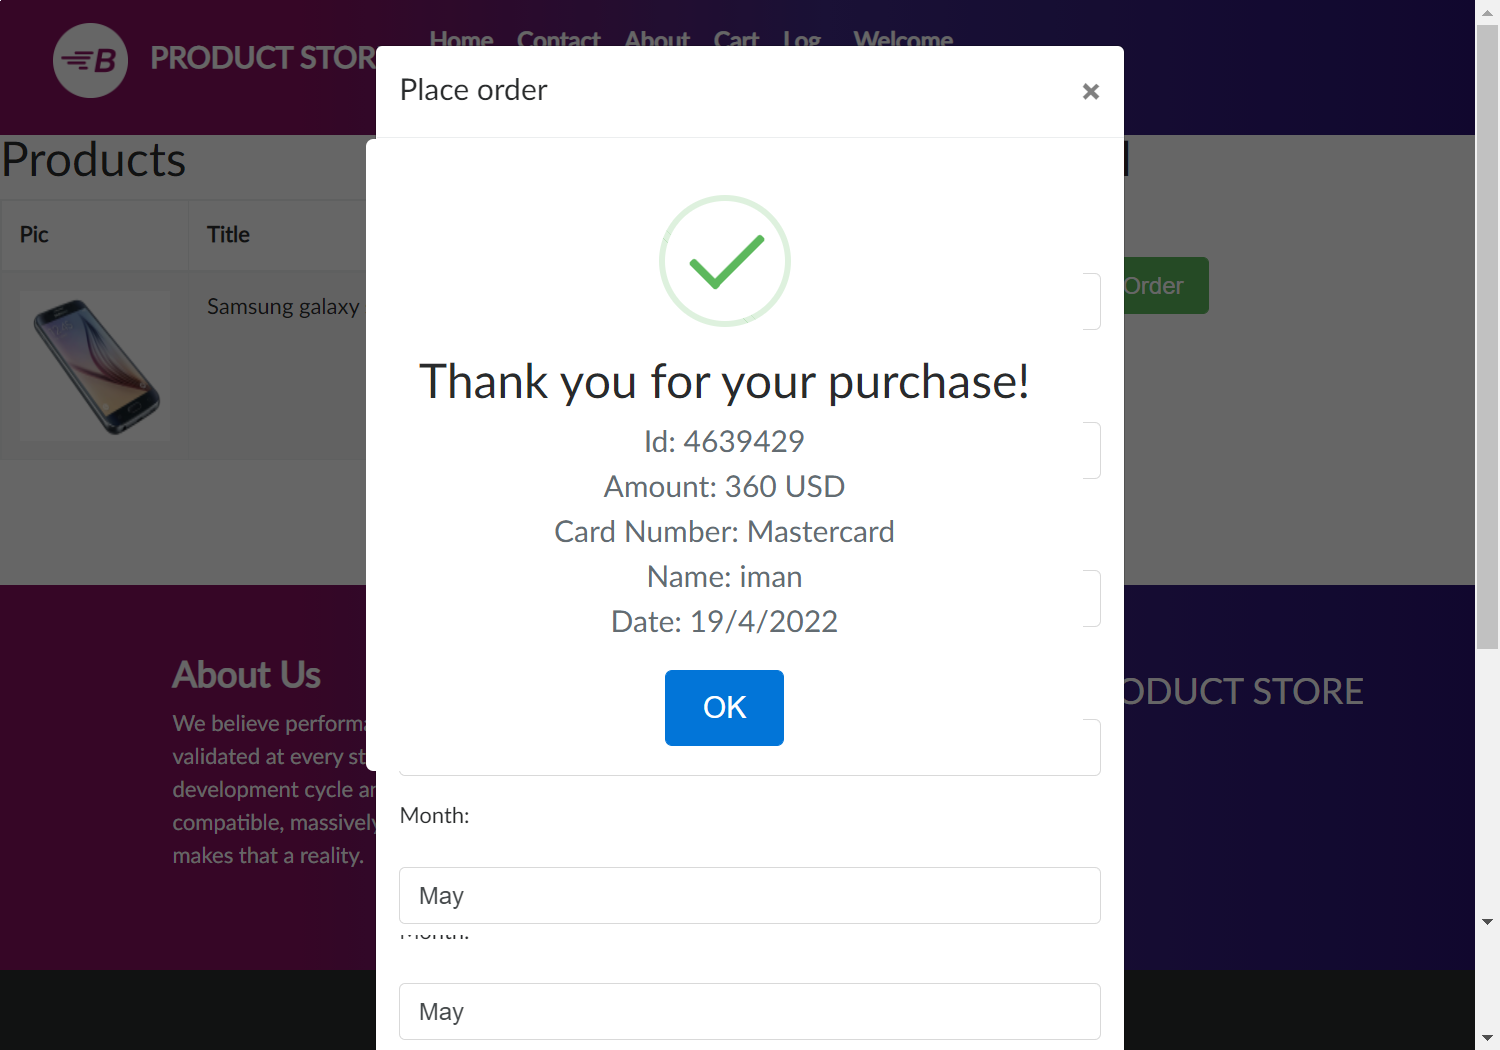 B
PRODUCT STOR
Home Contact About Cart Log Welcome
Place order
×
Products
Pic Title
Samsung galaxy
Order
Thank you for your purchase!
Id: 4639429
Amount: 360 USD
Card Number: Mastercard
Name: iman
Date: 19/4/2022
OK
About Us
We believe performa
validated at every st
development cycle an
compatible, massively
makes that a reality.
ODUCT STORE
Month:
May
Month:
May